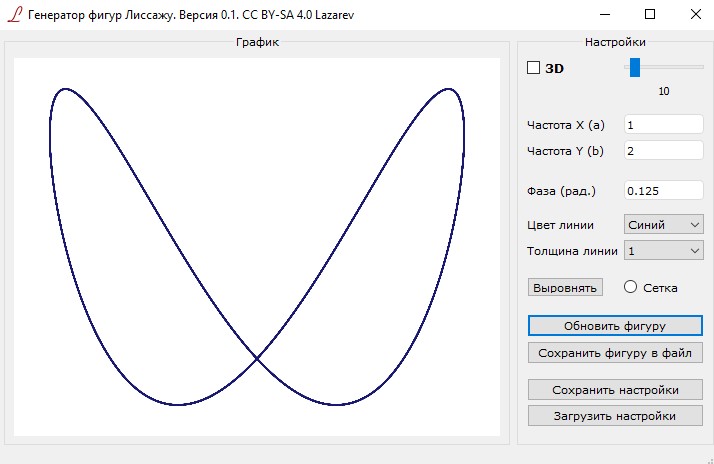 Генератор фигур Лиссажу. Версия 0.1. CC BY-SA 4.0 Lazarev
График
Настройки
3D
10
Частота X (a) 1
Частота Y (b) 2
Фаза (рад.) 0.125
Цвет линии Синий
Толщина линии 1
Выровнять Сетка
Обновить фигуру
Сохранить фигуру в файл
Сохранить настройки
Загрузить настройки